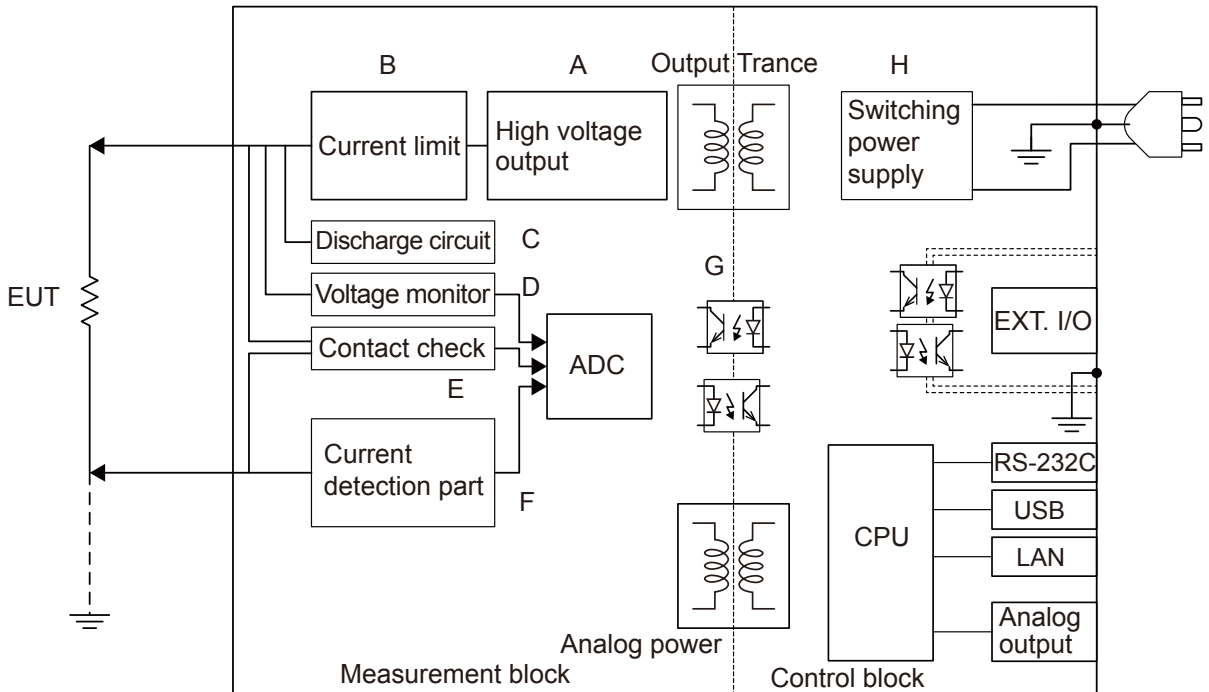 B
A
Output Trance
H
Current limit
High voltage
output
Switching
power
supply
Discharge circuit
C
G
EUT
Voltage monitor
D
EXT. I/O
Contact check
ADC
E
Current
detection part
F
CPU
RS-232C
USB
LAN
Analog
output
Analog power
Measurement block
Control block